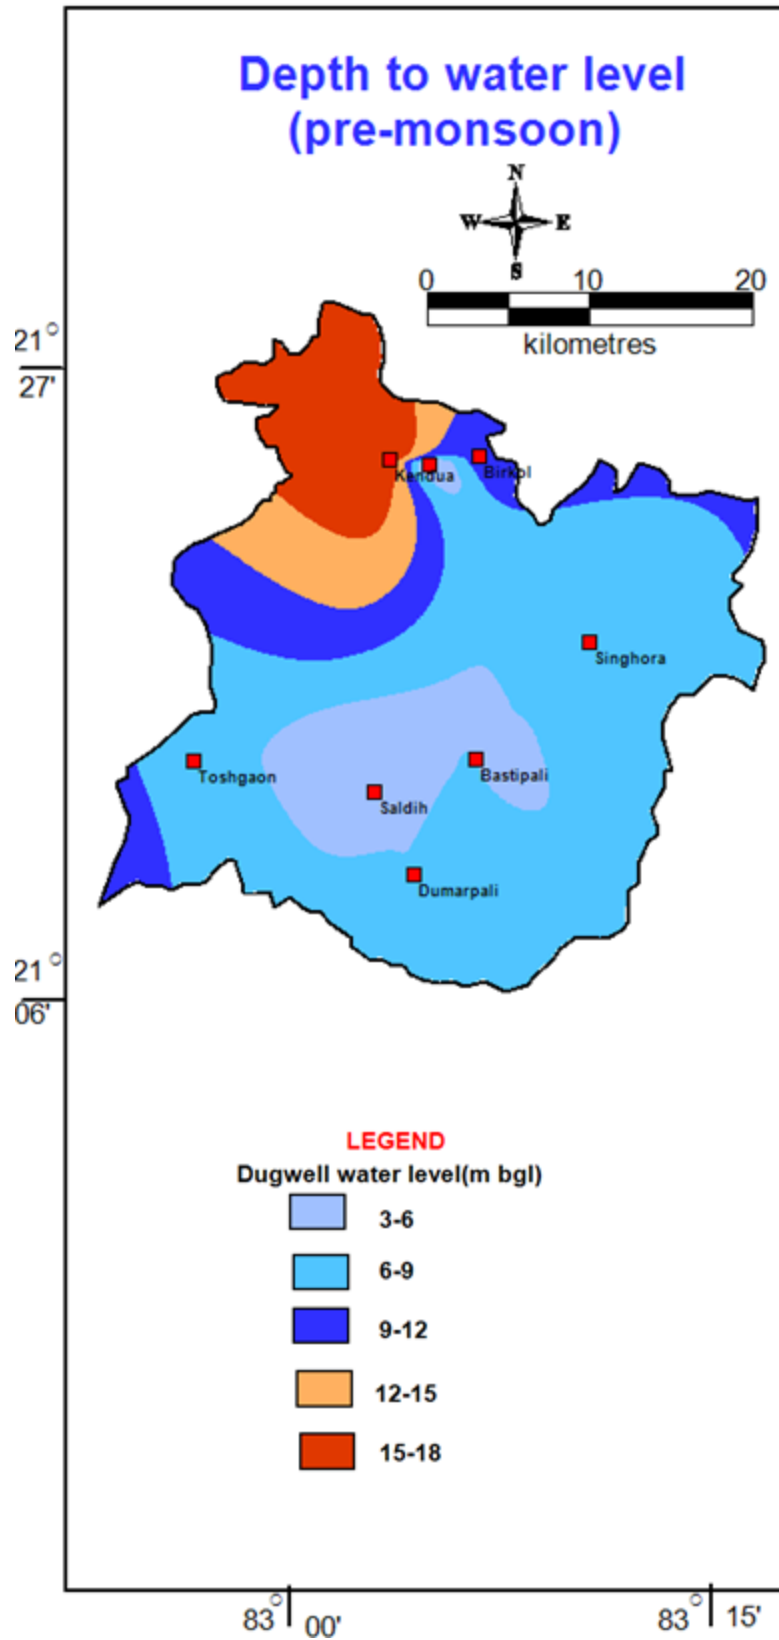 Depth to water level
(pre-monsoon)
N
W E
S
0 10 20
kilometres
21°
27'
Kendua
Birkol
Singhora
Toshgaon
Bastipali
Saldih
Dumarpali
21°
06'
LEGEND
Dugwell water level(m bgl)
3-6
6-9
9-12
12-15
15-18
83° 00'
83° 15'